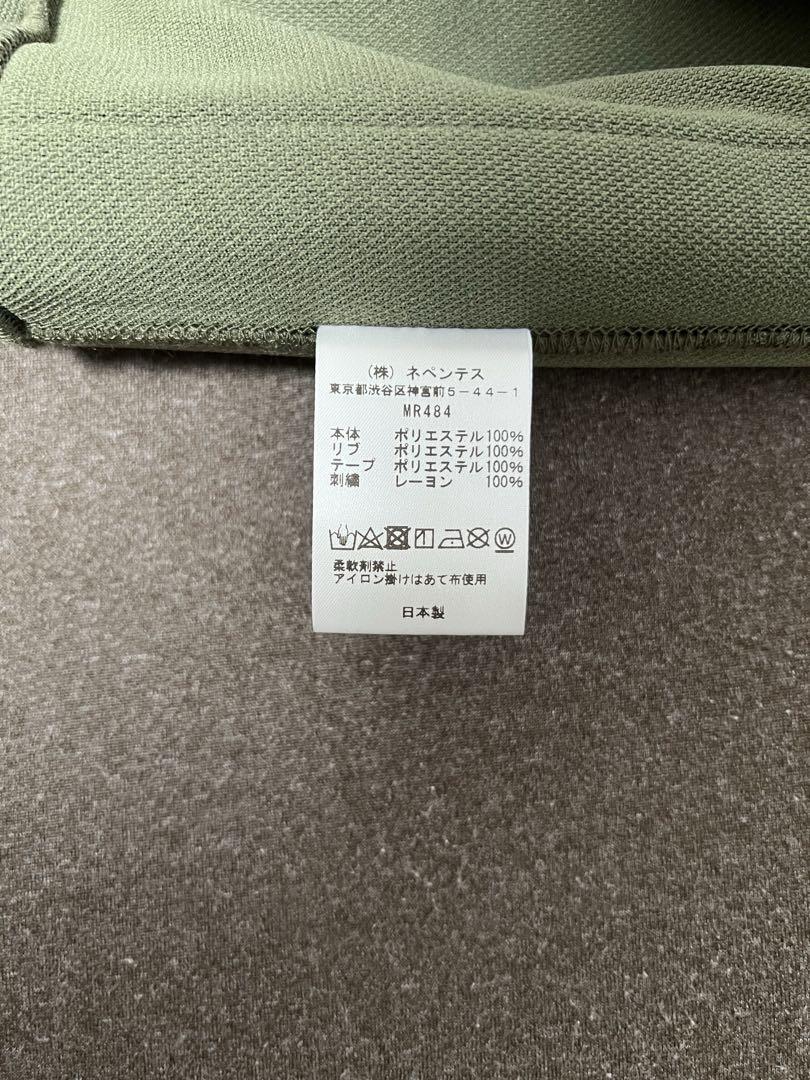 (株) ネペンテス
東京都渋谷区神宮前5-44-1
MR484
本体 ポリエステル100%
リブ ポリエステル100%
テープ ポリエステル100%
刺繍 レーヨン 100%
W
柔軟剤禁止
アイロン掛けはあて布使用
日本製